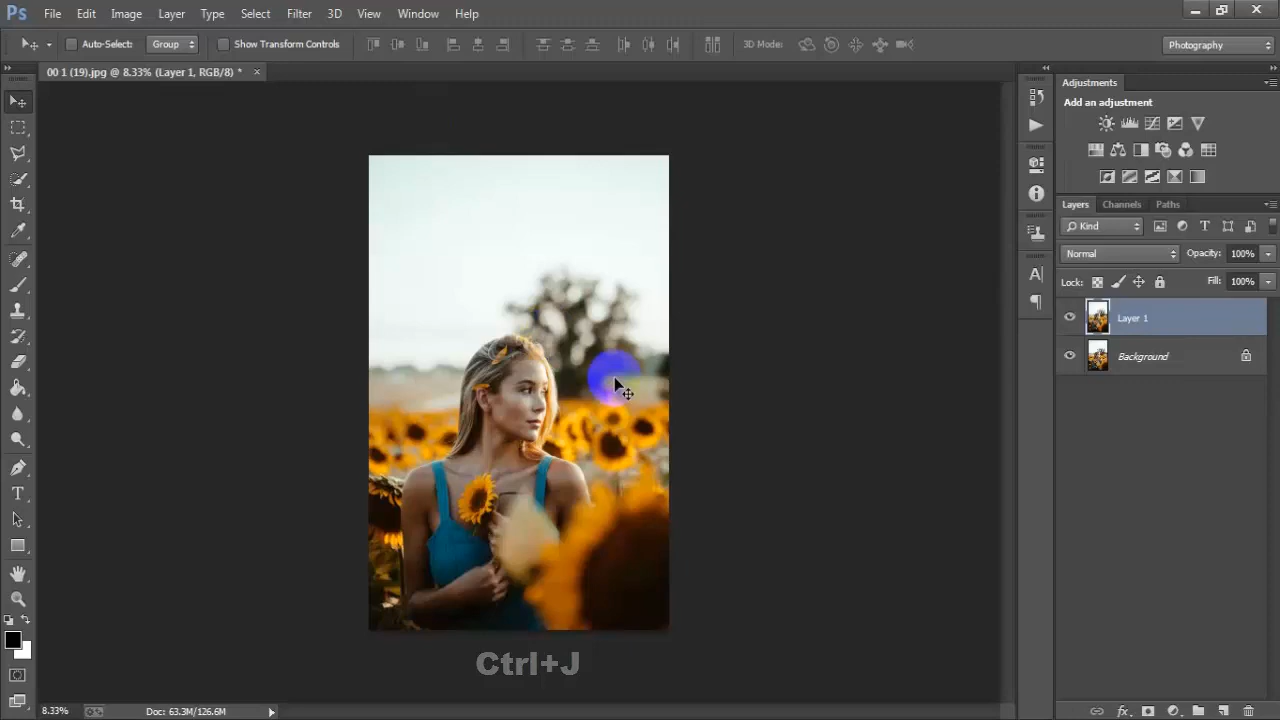 Ps File Edit Image Layer Type Select Filter 3D View Window Help
Auto-Select: Group Show Transform Controls 3D Mode: Photography
00 1 (19).jpg @ 8.33% (Layer 1, RGB/8) * ×
Adjustments
Add an adjustment
Layers Channels Paths
Kind T
Normal Opacity: 100%
Lock: Fill: 100%
Layer 1
Background
A
T
Ctrl+J
8.33% Doc: 63.3M/126.6M fx